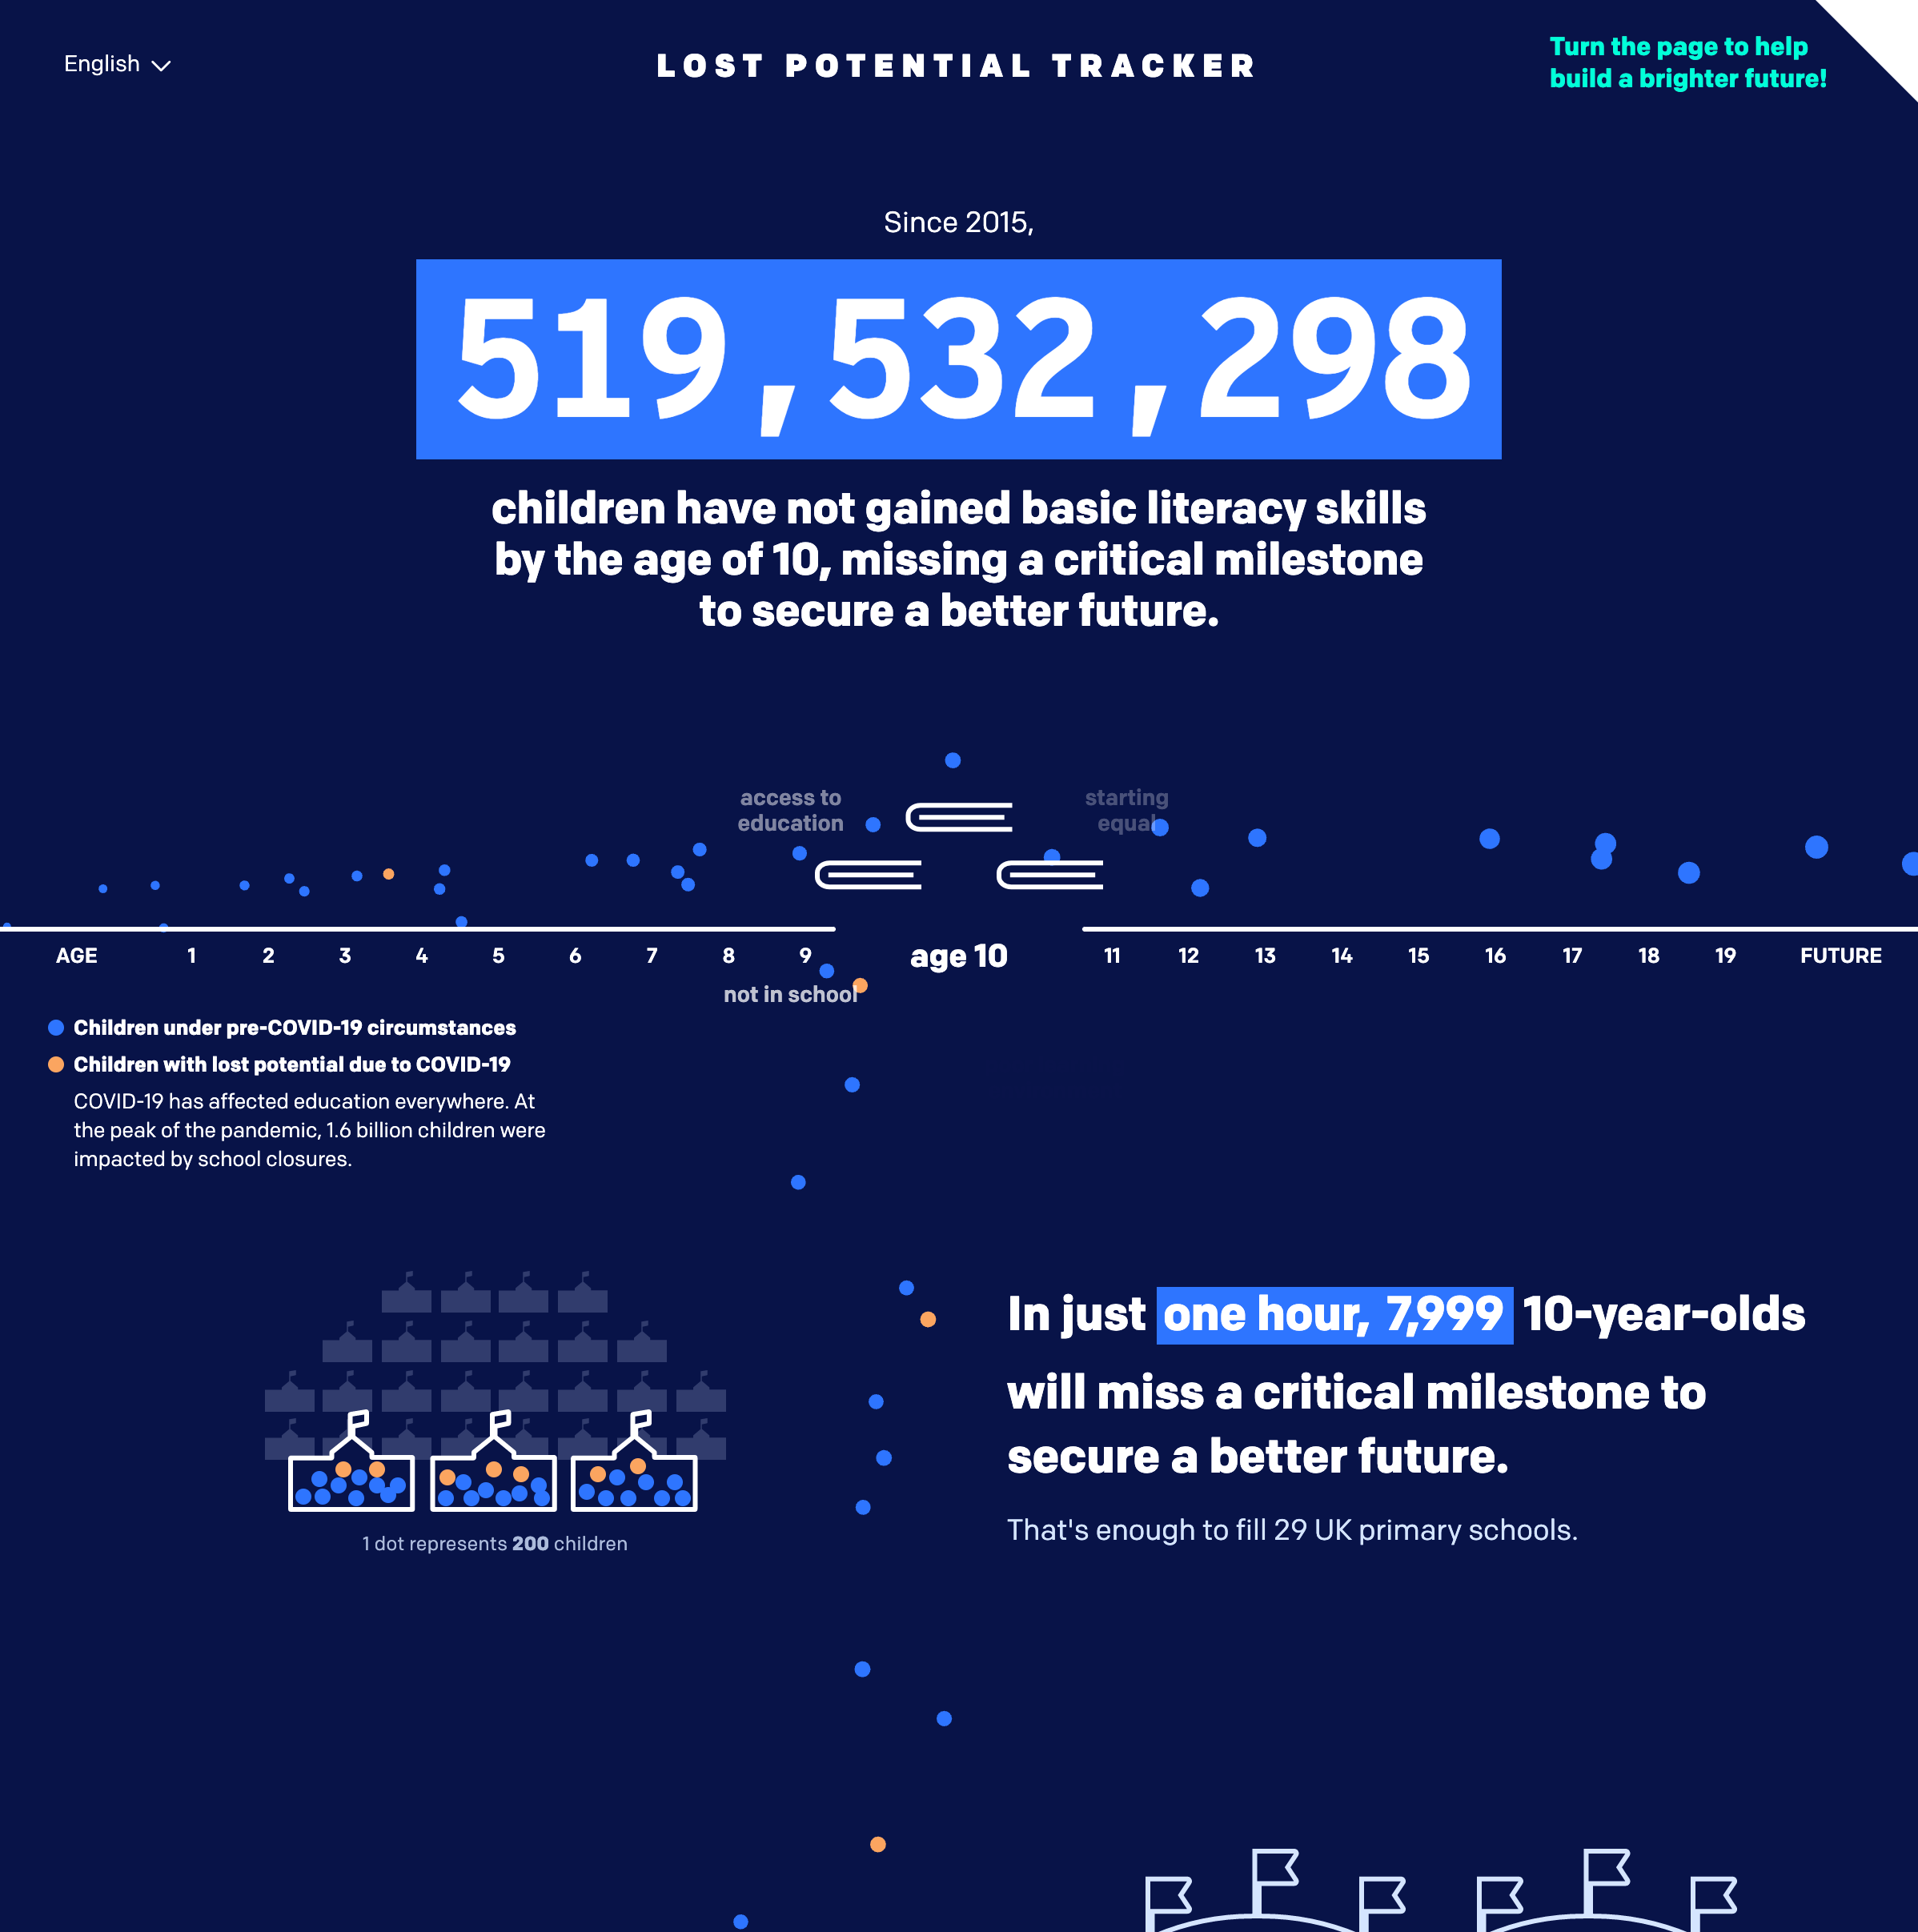 English
LOST POTENTIAL TRACKER
Turn the page to help
build a brighter future!
Since 2015,
519,532,298
children have not gained basic literacy skills
by the age of 10, missing a critical milestone
to secure a better future.
access to
education
starting
equal
AGE 1 2 3 4 5 6 7 8 9 age 10 11 12 13 14 15 16 17 18 19 FUTURE
not in school
Children under pre-COVID-19 circumstances
Children with lost potential due to COVID-19
COVID-19 has affected education everywhere. At
the peak of the pandemic, 1.6 billion children were
impacted by school closures.
In just one hour, 7,999 10-year-olds
will miss a critical milestone to
secure a better future.
That's enough to fill 29 UK primary schools.
1 dot represents 200 children